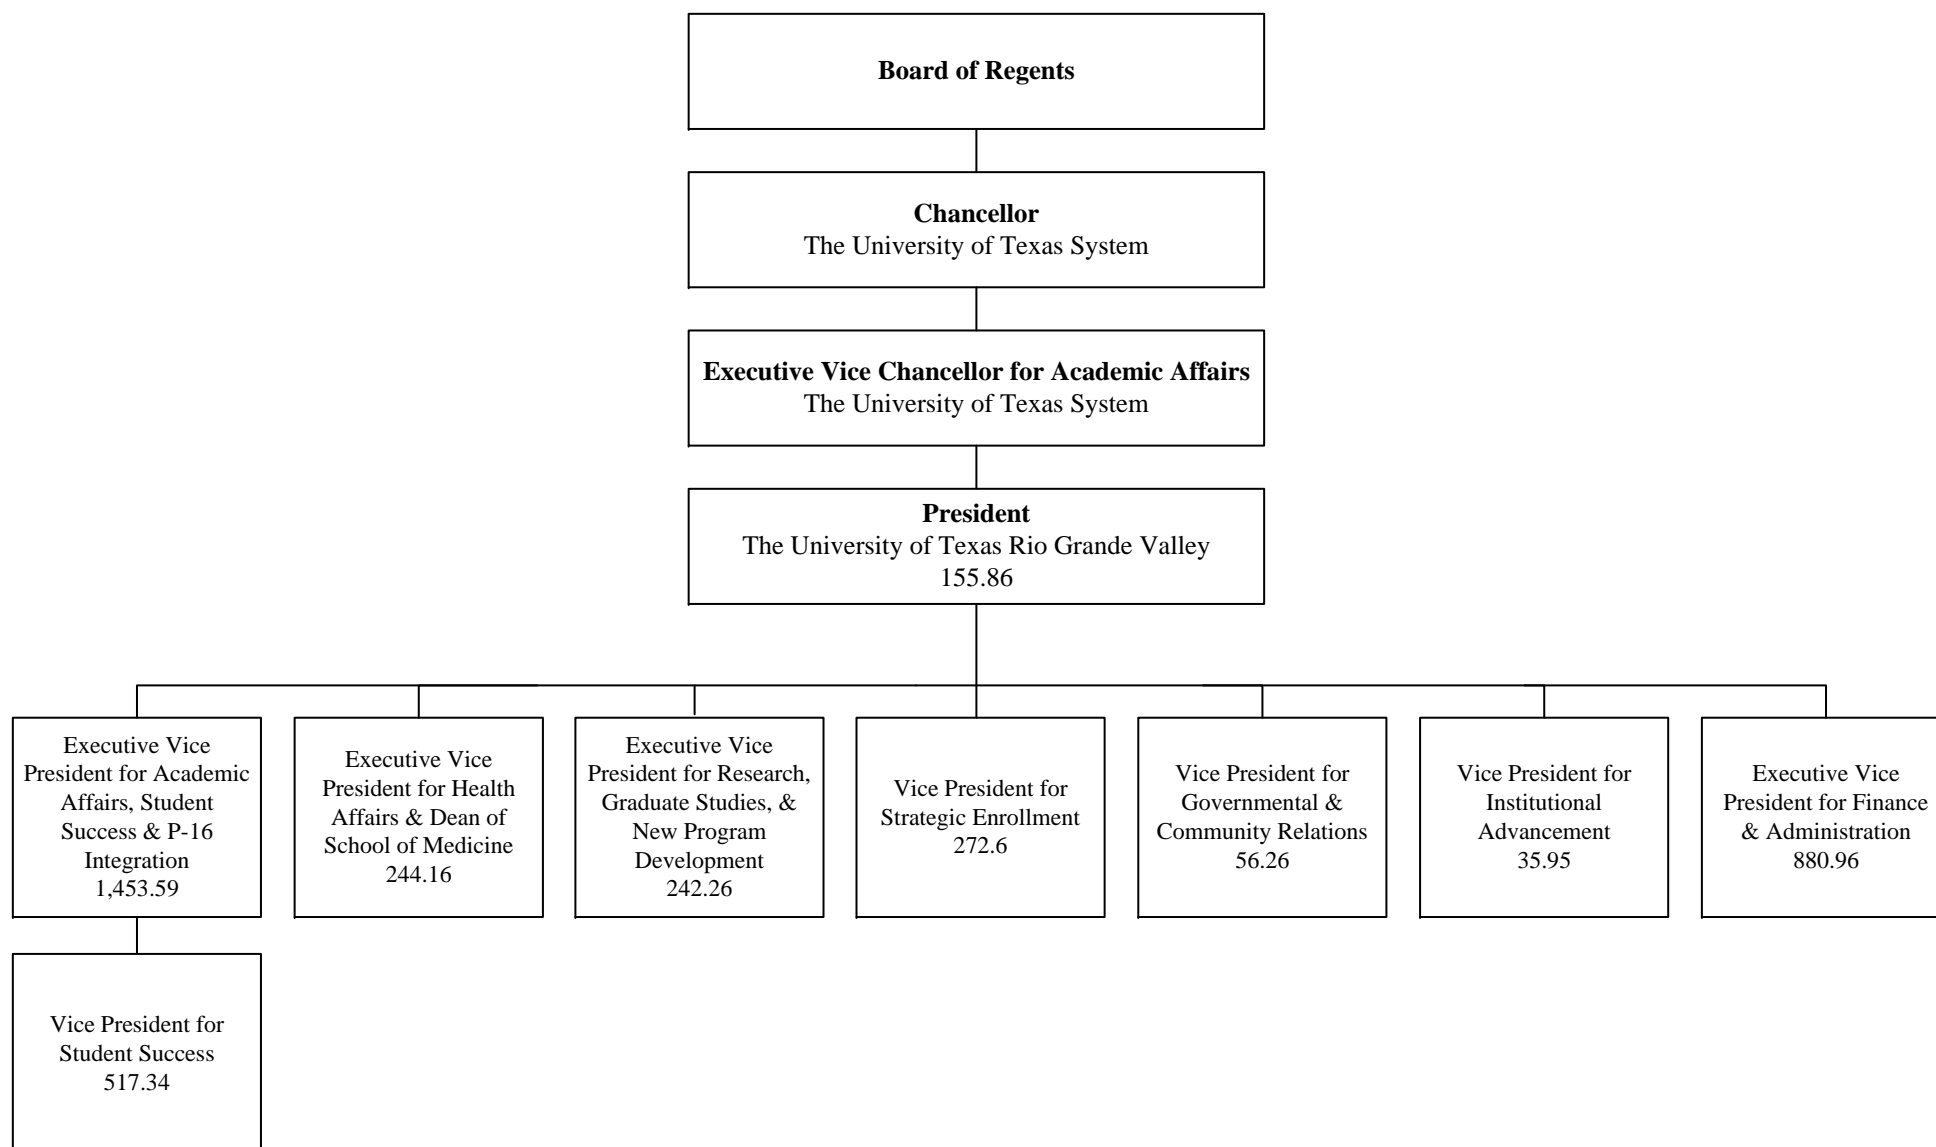 Board of Regents
Chancellor
The University of Texas System
Executive Vice Chancellor for Academic Affairs
The University of Texas System
President
The University of Texas Rio Grande Valley
155.86
Executive Vice
President for Academic
Affairs, Student
Success & P-16
Integration
1,453.59
Executive Vice
President for Health
Affairs & Dean of
School of Medicine
244.16
Executive Vice
President for Research,
Graduate Studies, &
New Program
Development
242.26
Vice President for
Strategic Enrollment
272.6
Vice President for
Governmental &
Community Relations
56.26
Vice President for
Institutional
Advancement
35.95
Executive Vice
President for Finance
& Administration
880.96
Vice President for
Student Success
517.34